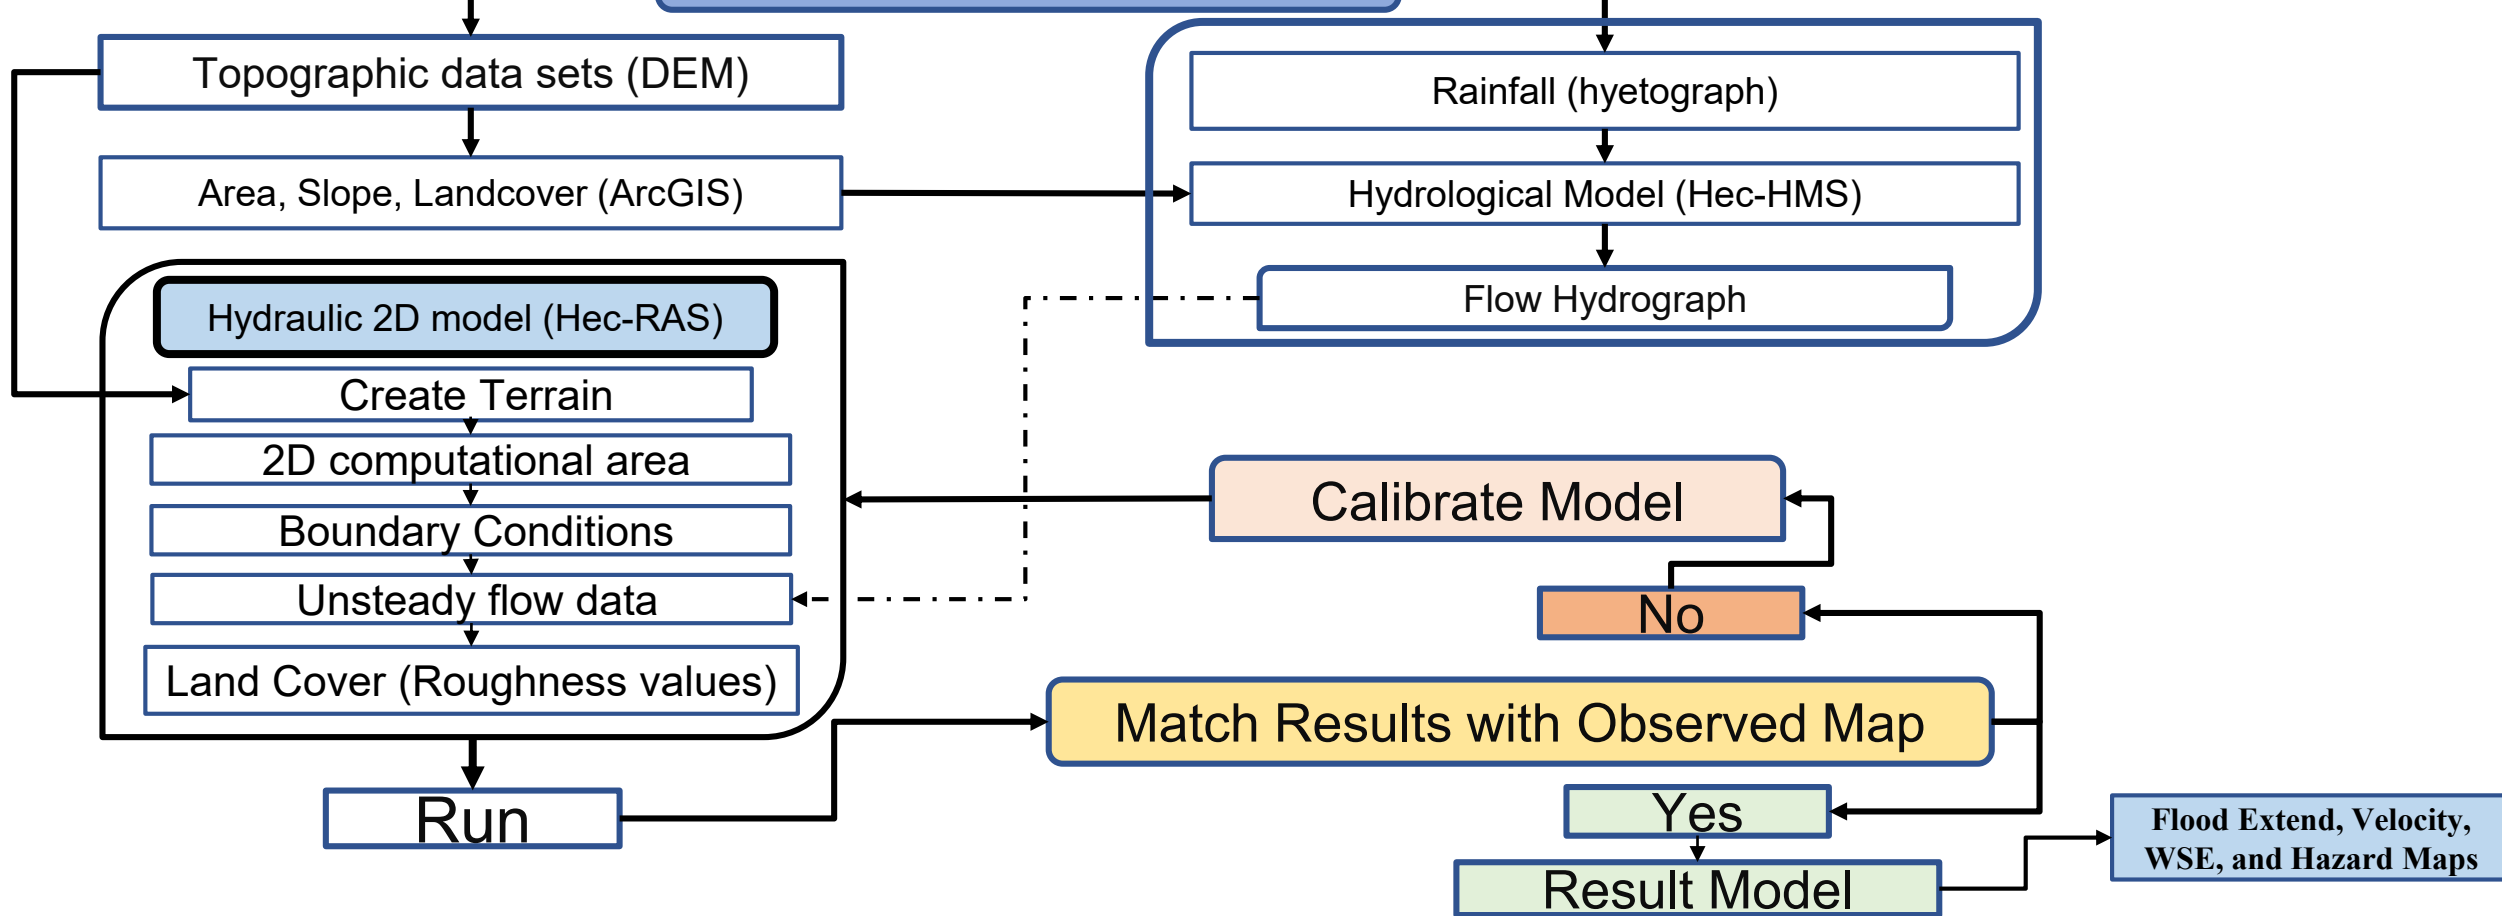 Topographic data sets (DEM)
Rainfall (hyetograph)
Area, Slope, Landcover (ArcGIS)
Hydrological Model (Hec-HMS)
Flow Hydrograph
Hydraulic 2D model (Hec-RAS)
Create Terrain
2D computational area
Boundary Conditions
Unsteady flow data
Land Cover (Roughness values)
Run
Calibrate Model
No
Match Results with Observed Map
Yes
Result Model
Flood Extend, Velocity,
WSE, and Hazard Maps